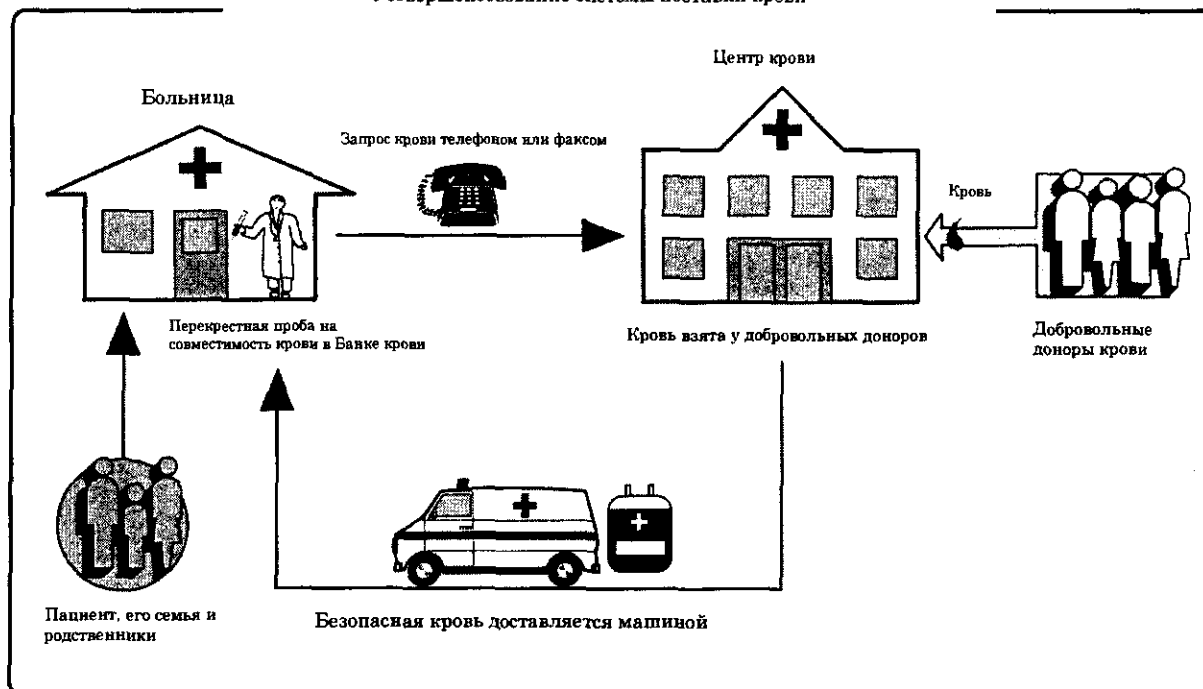 Центр крови
Больница
Запрос крови телефоном или факсом
Кровь
Перекрестная проба на
совместимость крови в Банке крови
Кровь взята у добровольных доноров
Добровольные
доноры крови
Пациент, его семья и
родственники
Безопасная кровь доставляется машиной